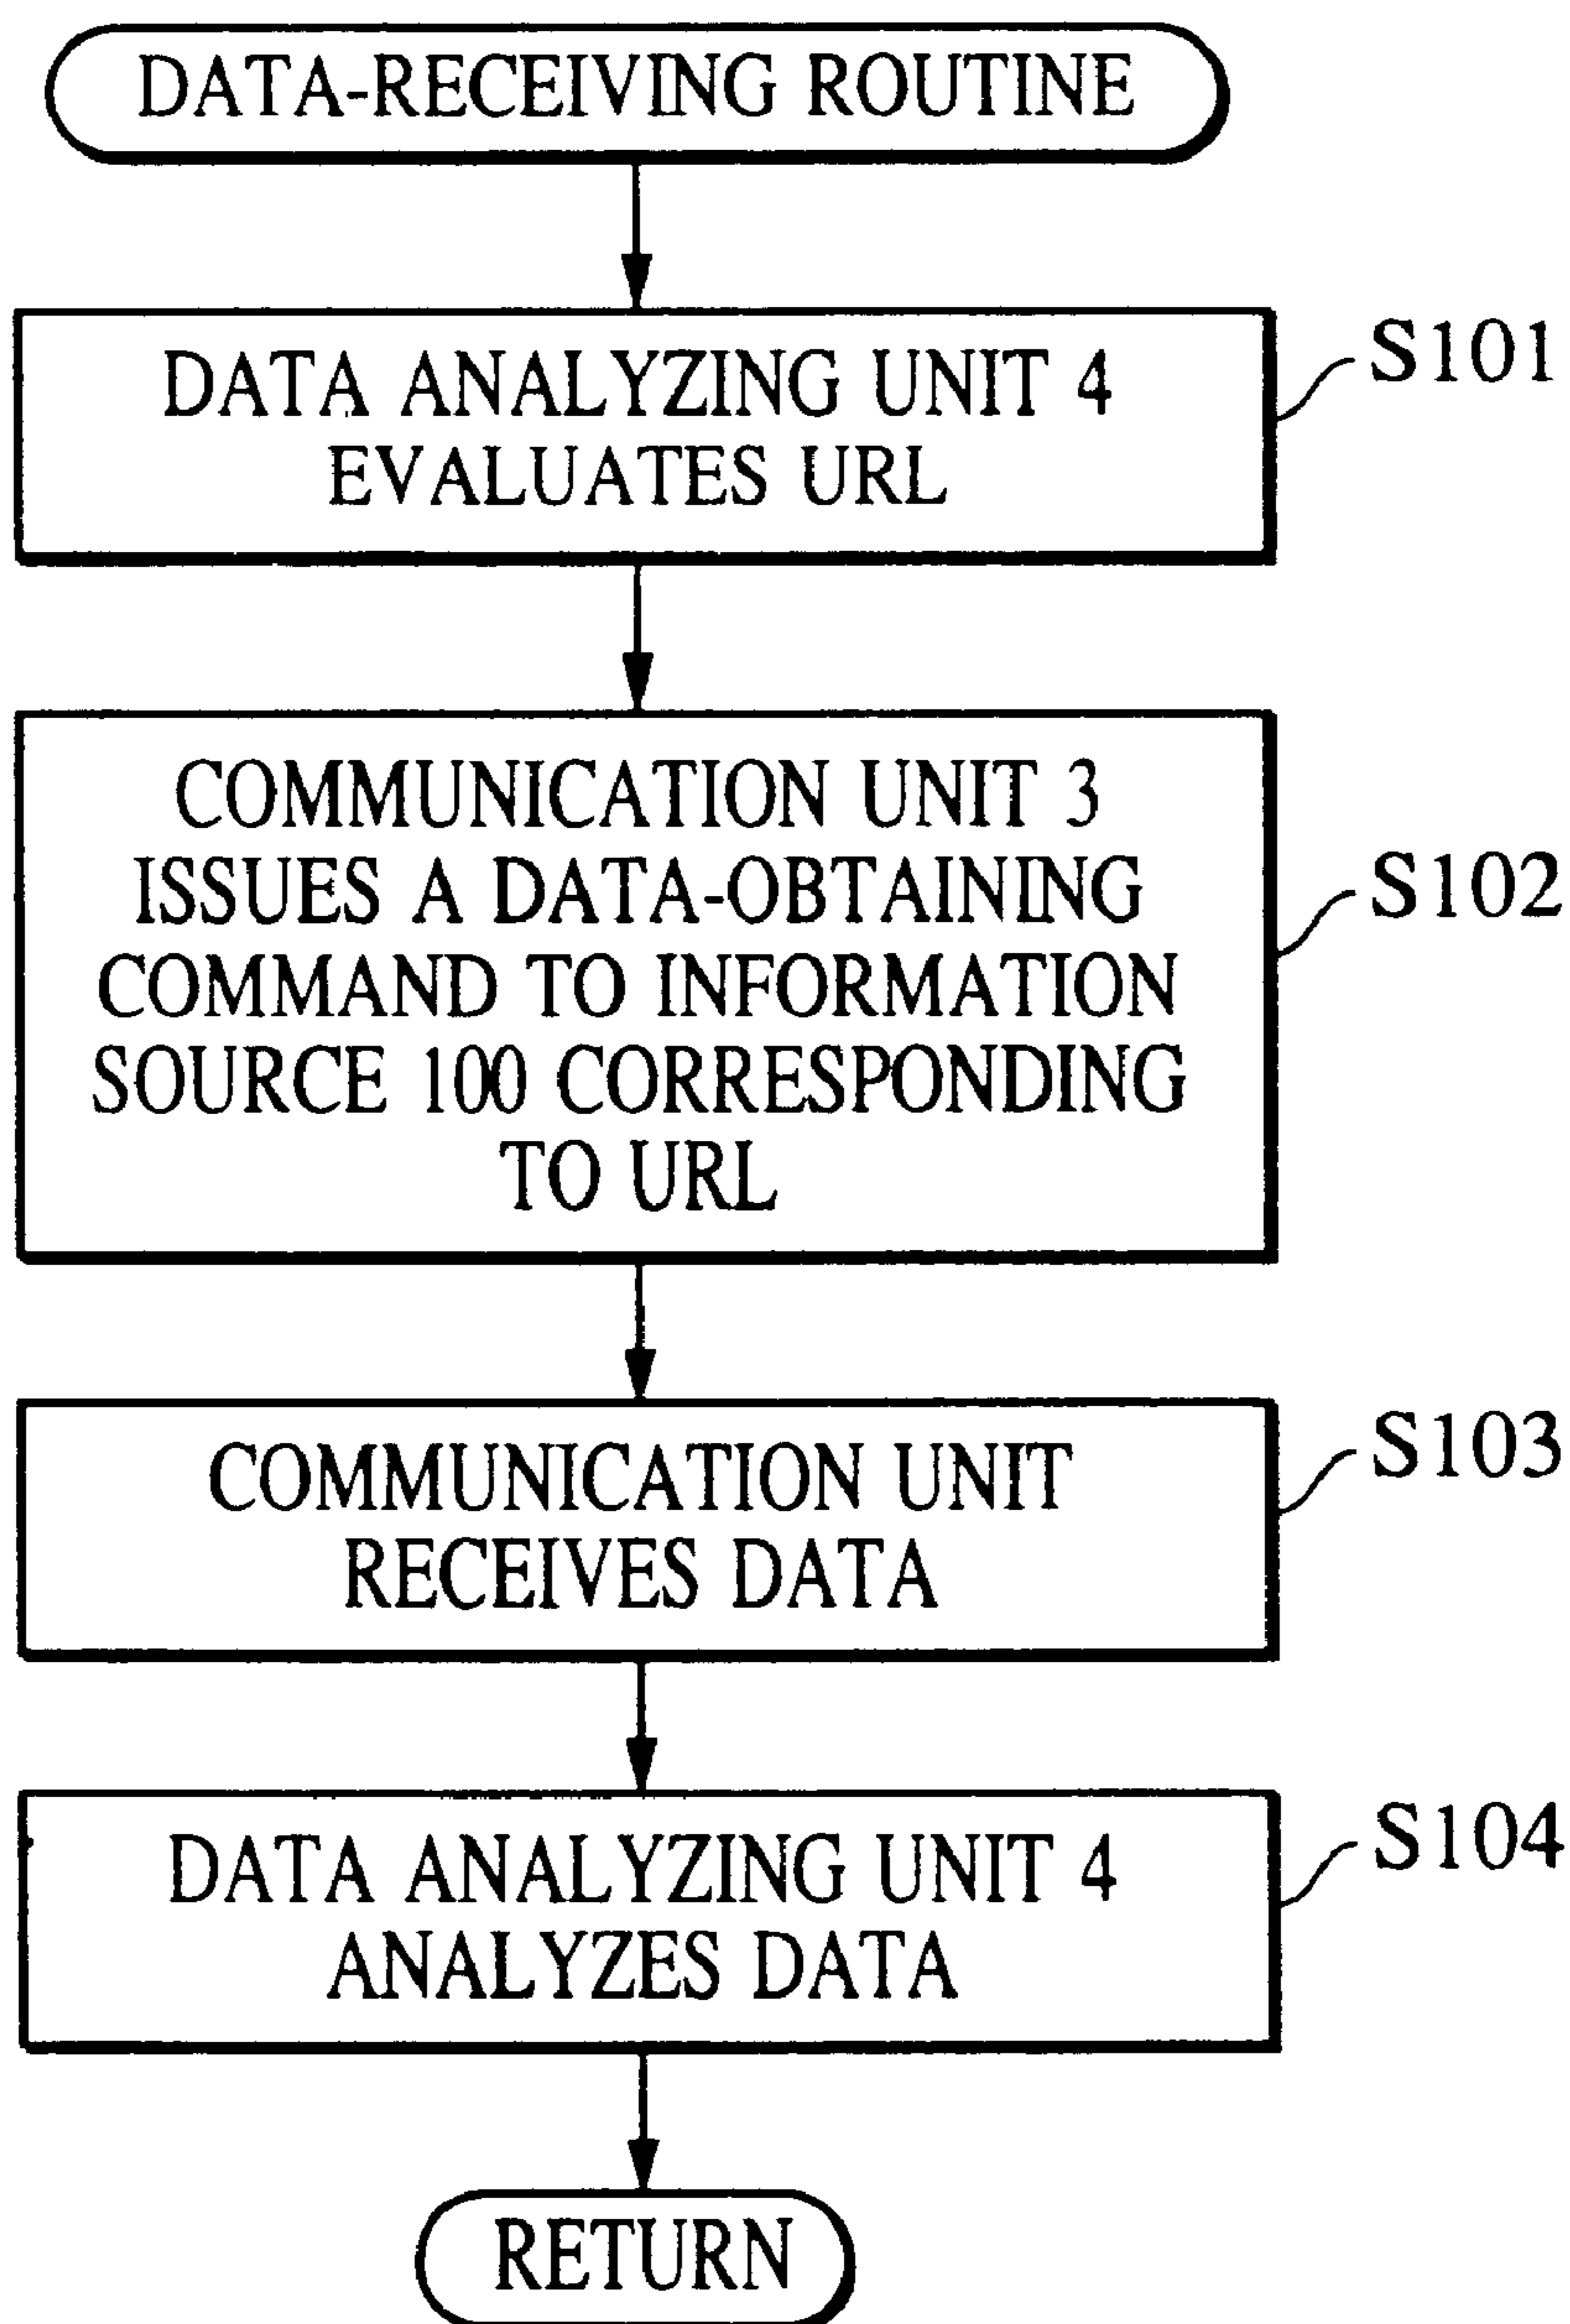 DATA-RECEIVING ROUTINE
DATA ANALYZING UNIT 4
EVALUATES URL
S101
COMMUNICATION UNIT 3
ISSUES A DATA-OBTAINING
COMMAND TO INFORMATION
SOURCE 100 CORRESPONDING
TO URL
S102
COMMUNICATION UNIT
RECEIVES DATA
S103
DATA ANALYZING UNIT 4
ANALYZES DATA
S104
RETURN